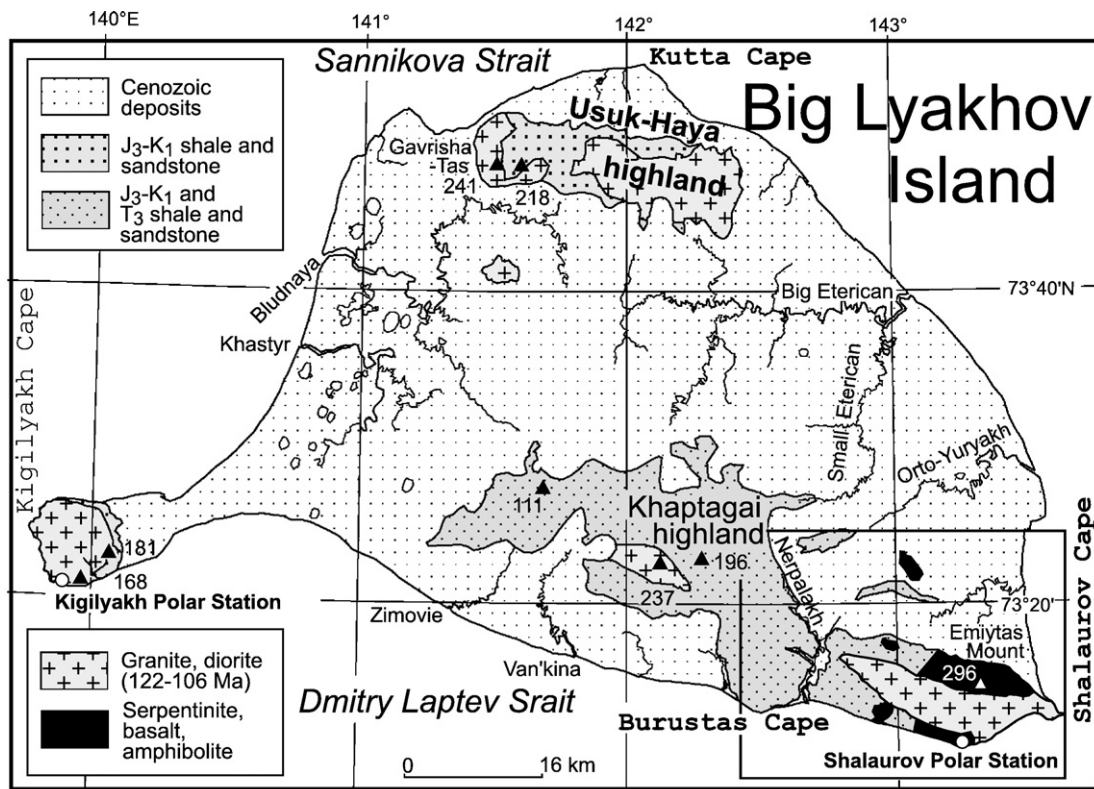 140°E
141°
142°
143°
Cenozoic
deposits
J3-K1 shale and
sandstone
J3-K1 and
T3 shale and
sandstone
Sannikova Strait
Kutta Cape
Big Lyakhov
Island
Usuk-Haya
highland
Gavrisha
-Tas
241
218
Bludnaya
Khastyr
Big Eterican
73°40'N
Small Eterican
Orto-Yuryakh
Kigilyakh Cape
111
Khaptagai
highland
196
237
181
168
Kigilyakh Polar Station
Zimovie
Nerpalakh
73°20'
Emiytas
Mount
296
Shalaurov Cape
Van'kina
Granite, diorite
(122-106 Ma)
Serpentinite,
basalt,
amphibolite
Dmitry Laptev Srait
Burustas Cape
Shalaurov Polar Station
0
16 km